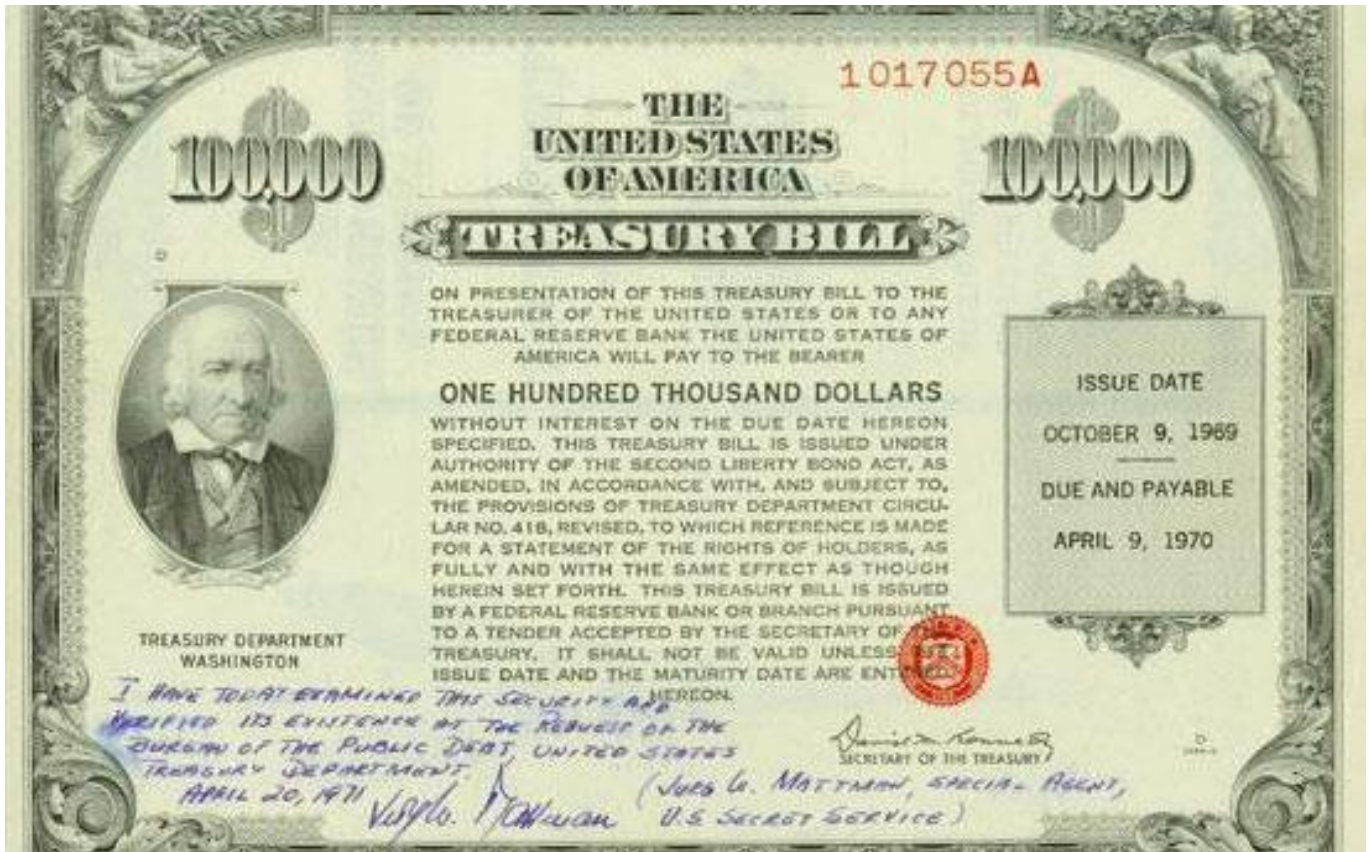 1017055A
THE
UNITED STATES
OF AMERICA
$100,000
$100,000
TREASURY BILL
ON PRESENTATION OF THIS TREASURY BILL TO THE
TREASURER OF THE UNITED STATES OR TO ANY
FEDERAL RESERVE BANK THE UNITED STATES OF
AMERICA WILL PAY TO THE BEARER
ONE HUNDRED THOUSAND DOLLARS
WITHOUT INTEREST ON THE DUE DATE HEREON
SPECIFIED. THIS TREASURY BILL IS ISSUED UNDER
AUTHORITY OF THE SECOND LIBERTY BOND ACT, AS
AMENDED, IN ACCORDANCE WITH, AND SUBJECT TO,
THE PROVISIONS OF TREASURY DEPARTMENT CIRCU-
LAR NO. 418, REVISED, TO WHICH REFERENCE IS MADE
FOR A STATEMENT OF THE RIGHTS OF HOLDERS, AS
FULLY AND WITH THE SAME EFFECT AS THOUGH
HEREIN SET FORTH. THIS TREASURY BILL IS ISSUED
BY A FEDERAL RESERVE BANK OR BRANCH PURSUANT
TO A TENDER ACCEPTED BY THE SECRETARY OF THE
TREASURY. IT SHALL NOT BE VALID UNLESS THE
ISSUE DATE AND THE MATURITY DATE ARE ENTERED
HEREON.
ISSUE DATE
OCTOBER 9, 1969
DUE AND PAYABLE
APRIL 9, 1970
TREASURY DEPARTMENT
WASHINGTON
David M Kennedy
SECRETARY OF THE TREASURY
I HAVE TODAY EXAMINED THIS SECURITY AND
VERIFIED ITS EXISTENCE AT THE REQUEST OF THE
BUREAU OF THE PUBLIC DEBT, UNITED STATES
TREASURY DEPARTMENT.
APRIL 20, 1971
(JURG W. MATTMAN, SPECIAL AGENT,
U.S. SECRET SERVICE)